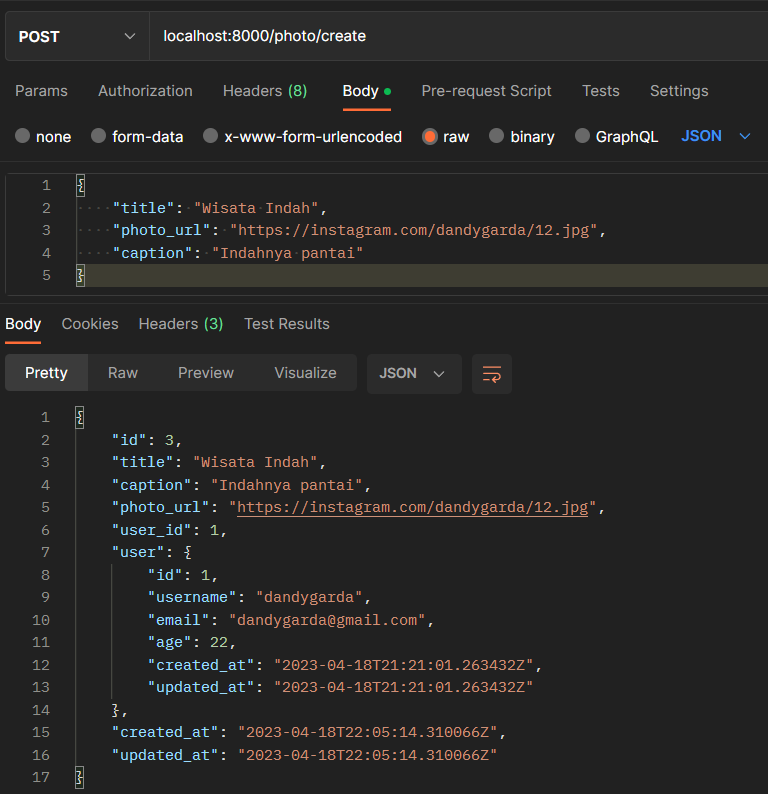 POST localhost:8000/photo/create
Params Authorization Headers (8) Body Pre-request Script Tests Settings
none form-data x-www-form-urlencoded raw binary GraphQL JSON
1 {
2 "title": "Wisata Indah",
3 "photo_url": "https://instagram.com/dandygarda/12.jpg",
4 "caption": "Indahnya pantai"
5 }
Body Cookies Headers (3) Test Results
Pretty Raw Preview Visualize JSON
1 {
2 "id": 3,
3 "title": "Wisata Indah",
4 "caption": "Indahnya pantai",
5 "photo_url": "https://instagram.com/dandygarda/12.jpg",
6 "user_id": 1,
7 "user": {
8 "id": 1,
9 "username": "dandygarda",
10 "email": "dandygarda@gmail.com",
11 "age": 22,
12 "created_at": "2023-04-18T21:21:01.263432Z",
13 "updated_at": "2023-04-18T21:21:01.263432Z"
14 },
15 "created_at": "2023-04-18T22:05:14.310066Z",
16 "updated_at": "2023-04-18T22:05:14.310066Z"
17 }